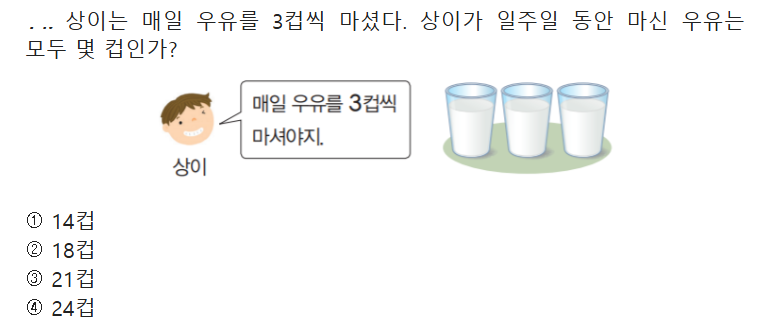 . .. 상이는 매일 우유를 3컵씩 마셨다. 상이가 일주일 동안 마신 우유는
모두 몇 컵인가?
매일 우유를 3컵씩
마셔야지.
상이
① 14컵
② 18컵
③ 21컵
④ 24컵